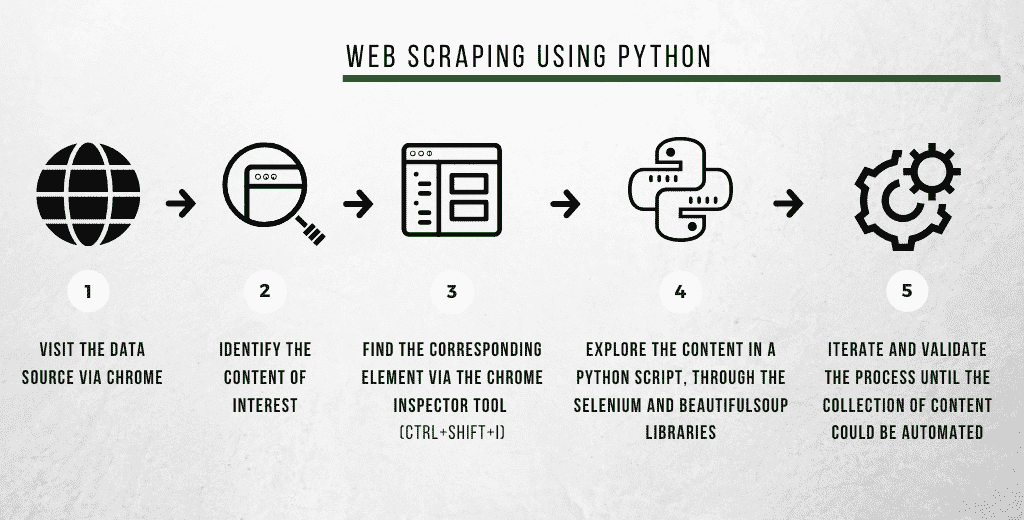 WEB SCRAPING USING PYTHON
1
VISIT THE DATA
SOURCE VIA CHROME
2
IDENTIFY THE
CONTENT OF
INTEREST
3
FIND THE CORRESPONDING
ELEMENT VIA THE CHROME
INSPECTOR TOOL
(CTRL+SHIFT+I)
4
EXPLORE THE CONTENT IN A
PYTHON SCRIPT, THROUGH THE
SELENIUM AND BEAUTIFULSOUP
LIBRARIES
5
ITERATE AND VALIDATE
THE PROCESS UNTIL THE
COLLECTION OF CONTENT
COULD BE AUTOMATED